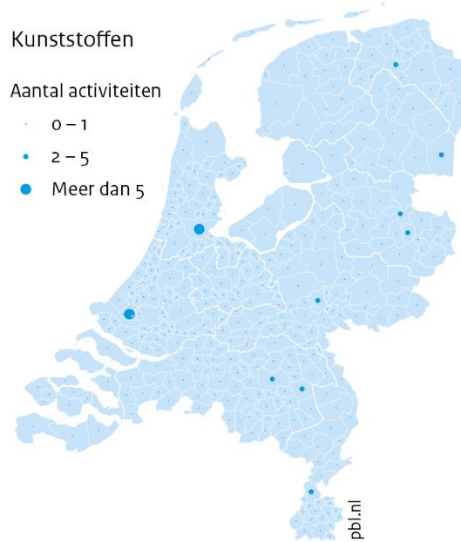 Kunststoffen
Aantal activiteiten
0 – 1
2 – 5
Meer dan 5
pbl.nl